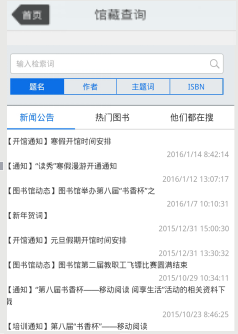 首页
馆藏查询
输入检索词
题名 作者 主题词 ISBN
新闻公告 热门图书 他们都在搜
【开馆通知】寒假开馆时间安排
2016/1/14 8:42:14
【通知】“读秀”寒假漫游开通通知
2016/1/12 13:07:17
【图书馆动态】图书馆举办第八届“书香杯”之
2016/1/7 10:10:31
【新年贺词】
2015/12/31 15:00:30
【开馆通知】元旦假期开馆时间安排
2015/12/31 13:30:32
【图书馆动态】图书馆第二届教职工飞镖比赛圆满结束
2015/10/29 10:34:11
【通知】“第八届书香杯——移动阅读 阅享生活”活动的相关资料下
载
2015/10/23 8:46:25
【培训通知】第八届“书香杯”——移动阅读